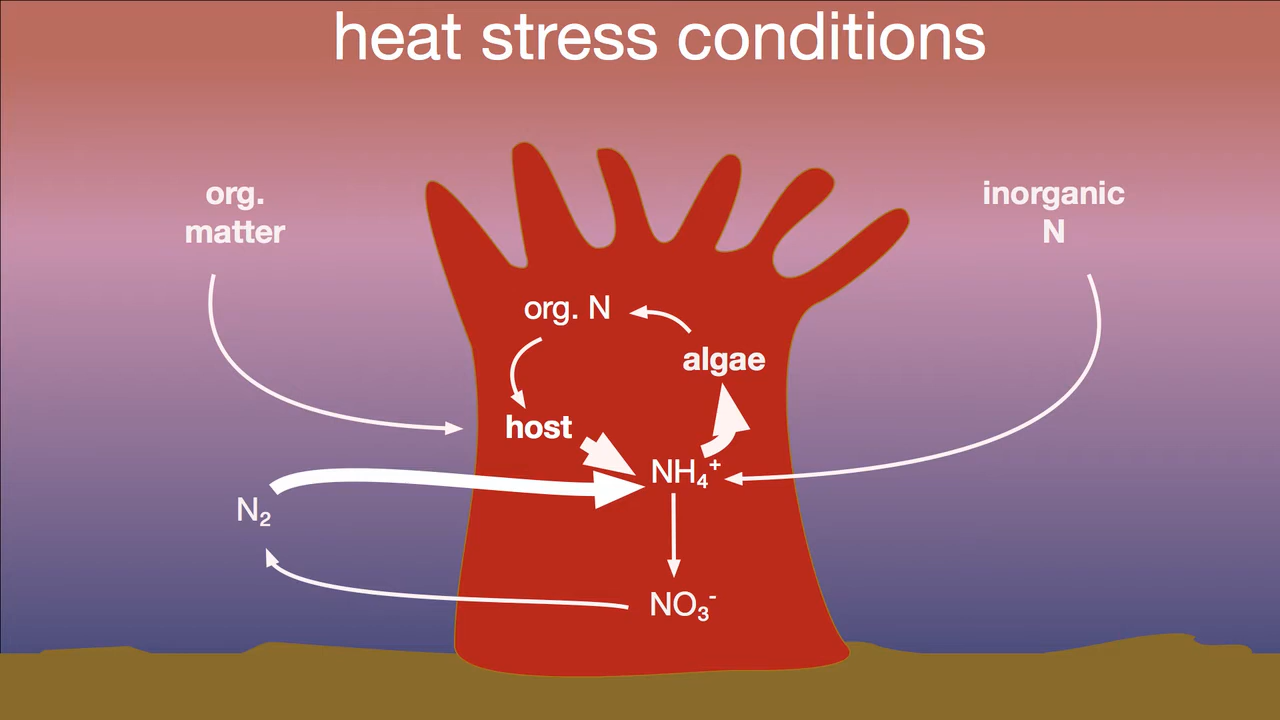 heat stress conditions
org.
matter
inorganic
N
org. N
algae
host
NH₄⁺
N₂
NO₃⁻